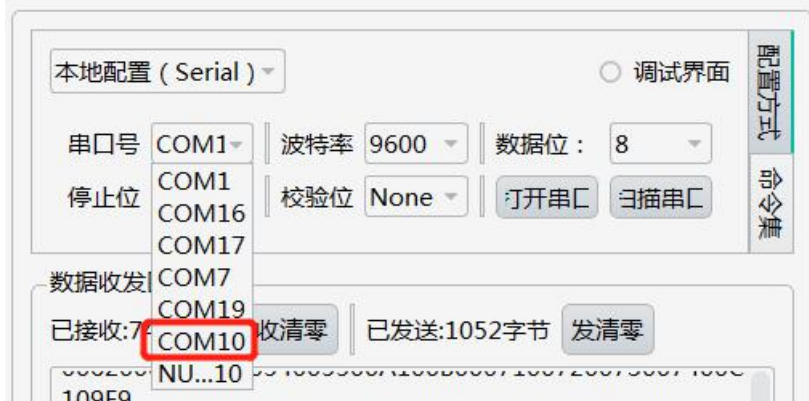 本地配置（Serial）
调试界面
配置方式
命令集
串口号 COM1 波特率 9600 数据位： 8
停止位 校验位 None 打开串口 扫描串口
COM1
COM16
COM17
COM7
COM19
COM10
NU...10
数据收发
已接收:7 收清零 已发送:1052字节 发清零
109F9